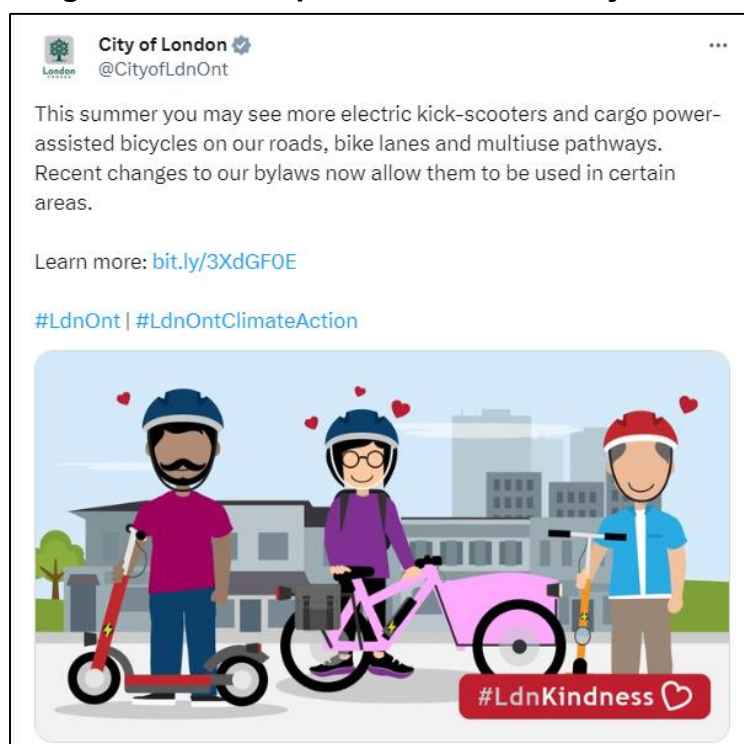 City of London
@CityofLdnOnt
London
CANADA
This summer you may see more electric kick-scooters and cargo power-
assisted bicycles on our roads, bike lanes and multiuse pathways.
Recent changes to our bylaws now allow them to be used in certain
areas.
Learn more: bit.ly/3XdGF0E
#LdnOnt | #LdnOntClimateAction
#LdnKindness